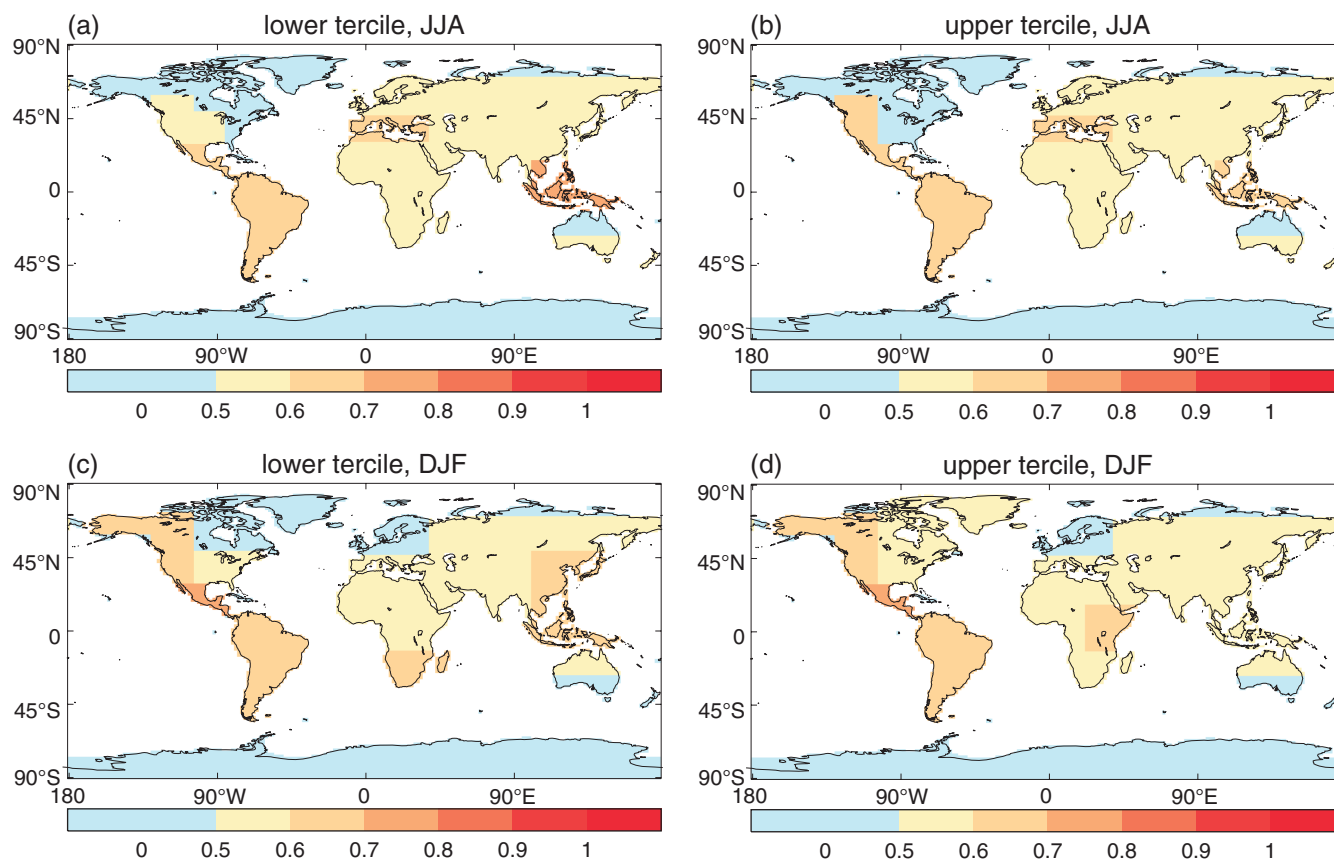 (a) lower tercile, JJA
90°N
45°N
0
45°S
90°S
180 90°W 0 90°E
0 0.5 0.6 0.7 0.8 0.9 1
(b) upper tercile, JJA
90°N
45°N
0
45°S
90°S
180 90°W 0 90°E
0 0.5 0.6 0.7 0.8 0.9 1
(c) lower tercile, DJF
90°N
45°N
0
45°S
90°S
180 90°W 0 90°E
0 0.5 0.6 0.7 0.8 0.9 1
(d) upper tercile, DJF
90°N
45°N
0
45°S
90°S
180 90°W 0 90°E
0 0.5 0.6 0.7 0.8 0.9 1